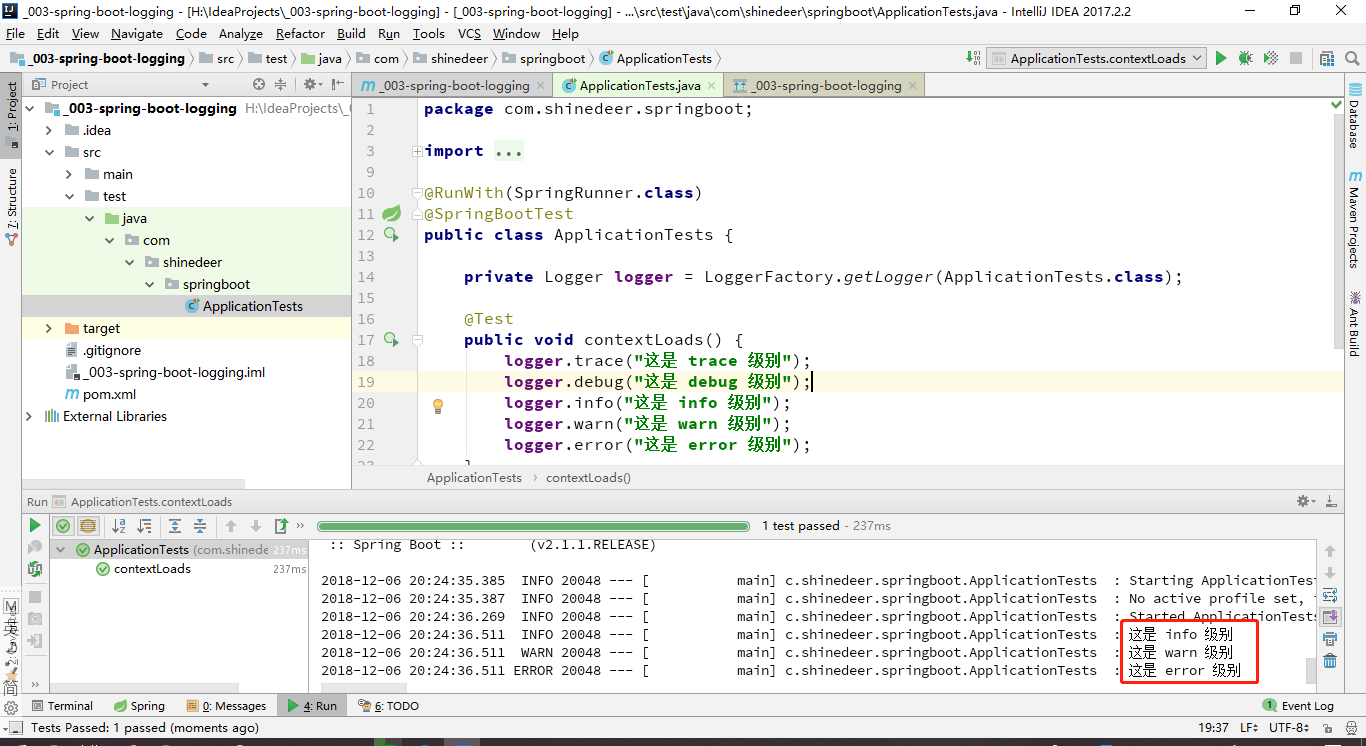 _003-spring-boot-logging - [H:\IdeaProjects\_003-spring-boot-logging] - [_003-spring-boot-logging] - ...\src\test\java\com\shinedeer\springboot\ApplicationTests.java - IntelliJ IDEA 2017.2.2
File Edit View Navigate Code Analyze Refactor Build Run Tools VCS Window Help
_003-spring-boot-logging src test java com shinedeer springboot ApplicationTests ApplicationTests.contextLoads
Project _003-spring-boot-logging ApplicationTests.java _003-spring-boot-logging
1: Project
7: Structure
_003-spring-boot-logging H:\IdeaProjects\_
.idea
src
main
test
java
com
shinedeer
springboot
ApplicationTests
target
.gitignore
_003-spring-boot-logging.iml
pom.xml
External Libraries
1 package com.shinedeer.springboot;
2
3 import ...
9
10 @RunWith(SpringRunner.class)
11 @SpringBootTest
12 public class ApplicationTests {
13
14 private Logger logger = LoggerFactory.getLogger(ApplicationTests.class);
15
16 @Test
17 public void contextLoads() {
18 logger.trace("这是 trace 级别");
19 logger.debug("这是 debug 级别");
20 logger.info("这是 info 级别");
21 logger.warn("这是 warn 级别");
22 logger.error("这是 error 级别");
23 }
ApplicationTests contextLoads()
Database
Maven Projects
Ant Build
Run ApplicationTests.contextLoads
1 test passed - 237ms
ApplicationTests (com.shinede 237ms
contextLoads 237ms
:: Spring Boot :: (v2.1.1.RELEASE)
2018-12-06 20:24:35.385 INFO 20048 --- [ main] c.shinedeer.springboot.ApplicationTests : Starting ApplicationTes
2018-12-06 20:24:35.387 INFO 20048 --- [ main] c.shinedeer.springboot.ApplicationTests : No active profile set,
2018-12-06 20:24:36.269 INFO 20048 --- [ main] c.shinedeer.springboot.ApplicationTests : Started ApplicationTests
2018-12-06 20:24:36.511 INFO 20048 --- [ main] c.shinedeer.springboot.ApplicationTests : 这是 info 级别
2018-12-06 20:24:36.511 WARN 20048 --- [ main] c.shinedeer.springboot.ApplicationTests : 这是 warn 级别
2018-12-06 20:24:36.511 ERROR 20048 --- [ main] c.shinedeer.springboot.ApplicationTests : 这是 error 级别
M
英
简
Terminal Spring 0: Messages 4: Run 6: TODO 1 Event Log
Tests Passed: 1 passed (moments ago) 19:37 LF UTF-8